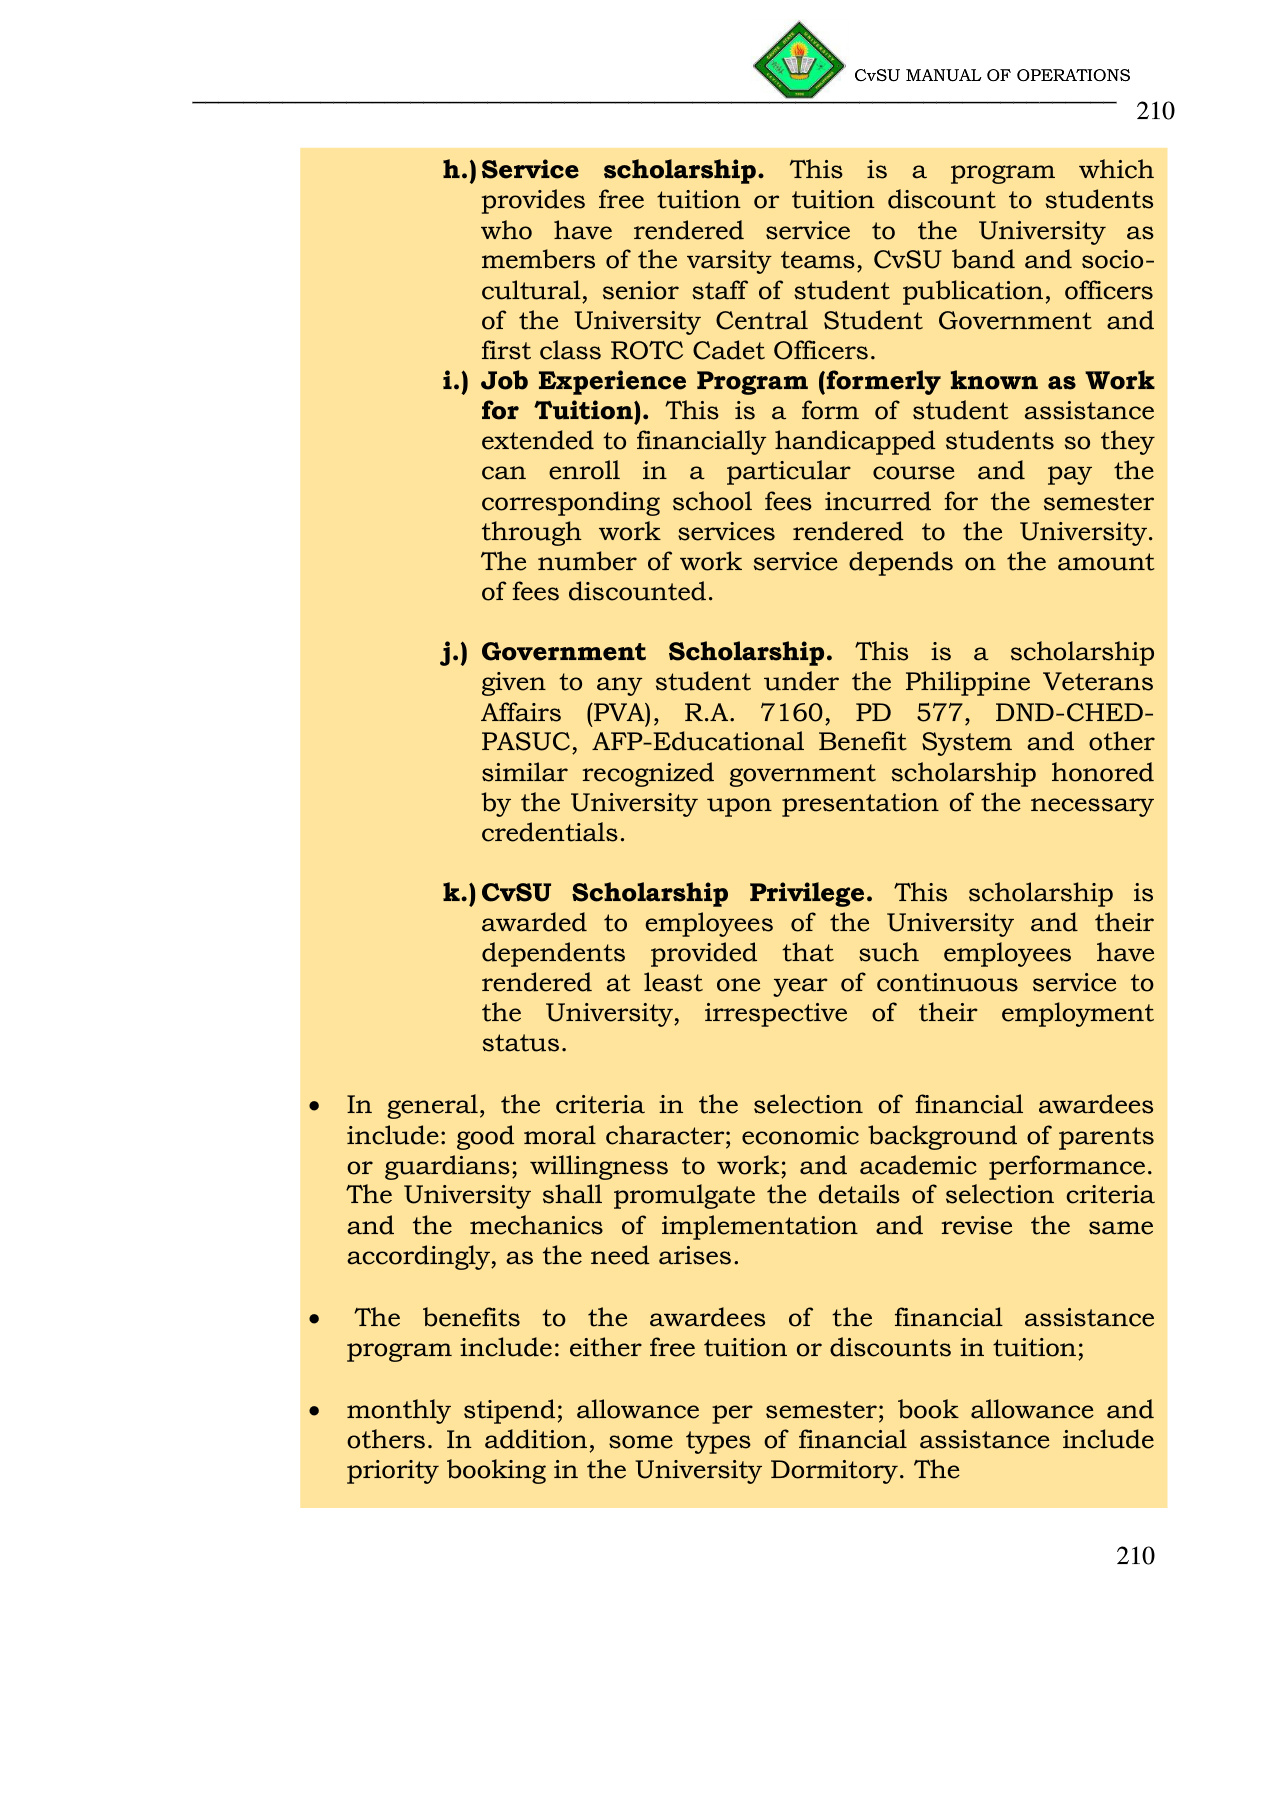 CvSU MANUAL OF OPERATIONS
210
h.) Service scholarship. This is a program which
provides free tuition or tuition discount to students
who have rendered service to the University as
members of the varsity teams, CvSU band and socio-
cultural, senior staff of student publication, officers
of the University Central Student Government and
first class ROTC Cadet Officers.
i.) Job Experience Program (formerly known as Work
for Tuition). This is a form of student assistance
extended to financially handicapped students so they
can enroll in a particular course and pay the
corresponding school fees incurred for the semester
through work services rendered to the University.
The number of work service depends on the amount
of fees discounted.
j.) Government Scholarship. This is a scholarship
given to any student under the Philippine Veterans
Affairs (PVA), R.A. 7160, PD 577, DND-CHED-
PASUC, AFP-Educational Benefit System and other
similar recognized government scholarship honored
by the University upon presentation of the necessary
credentials.
k.) CvSU Scholarship Privilege. This scholarship is
awarded to employees of the University and their
dependents provided that such employees have
rendered at least one year of continuous service to
the University, irrespective of their employment
status.
• In general, the criteria in the selection of financial awardees
include: good moral character; economic background of parents
or guardians; willingness to work; and academic performance.
The University shall promulgate the details of selection criteria
and the mechanics of implementation and revise the same
accordingly, as the need arises.
• The benefits to the awardees of the financial assistance
program include: either free tuition or discounts in tuition;
• monthly stipend; allowance per semester; book allowance and
others. In addition, some types of financial assistance include
priority booking in the University Dormitory. The
210